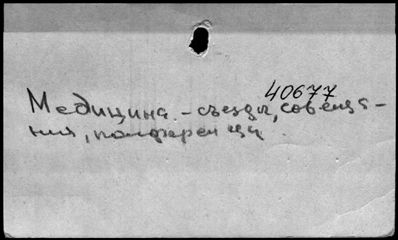 40677
Медицина - съезды, совеща-
ния, конференции